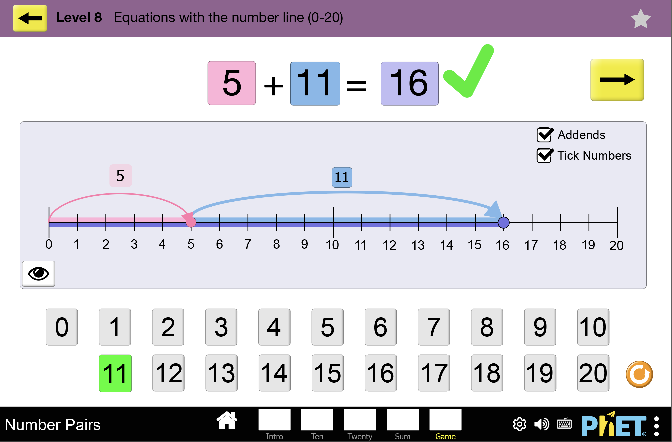 Level 8 Equations with the number line (0-20)
5 + 11 = 16
Addends
Tick Numbers
5
11
0 1 2 3 4 5 6 7 8 9 10 11 12 13 14 15 16 17 18 19 20
0 1 2 3 4 5 6 7 8 9 10
11 12 13 14 15 16 17 18 19 20
Number Pairs
Intro Ten Twenty Sum Game
PhET